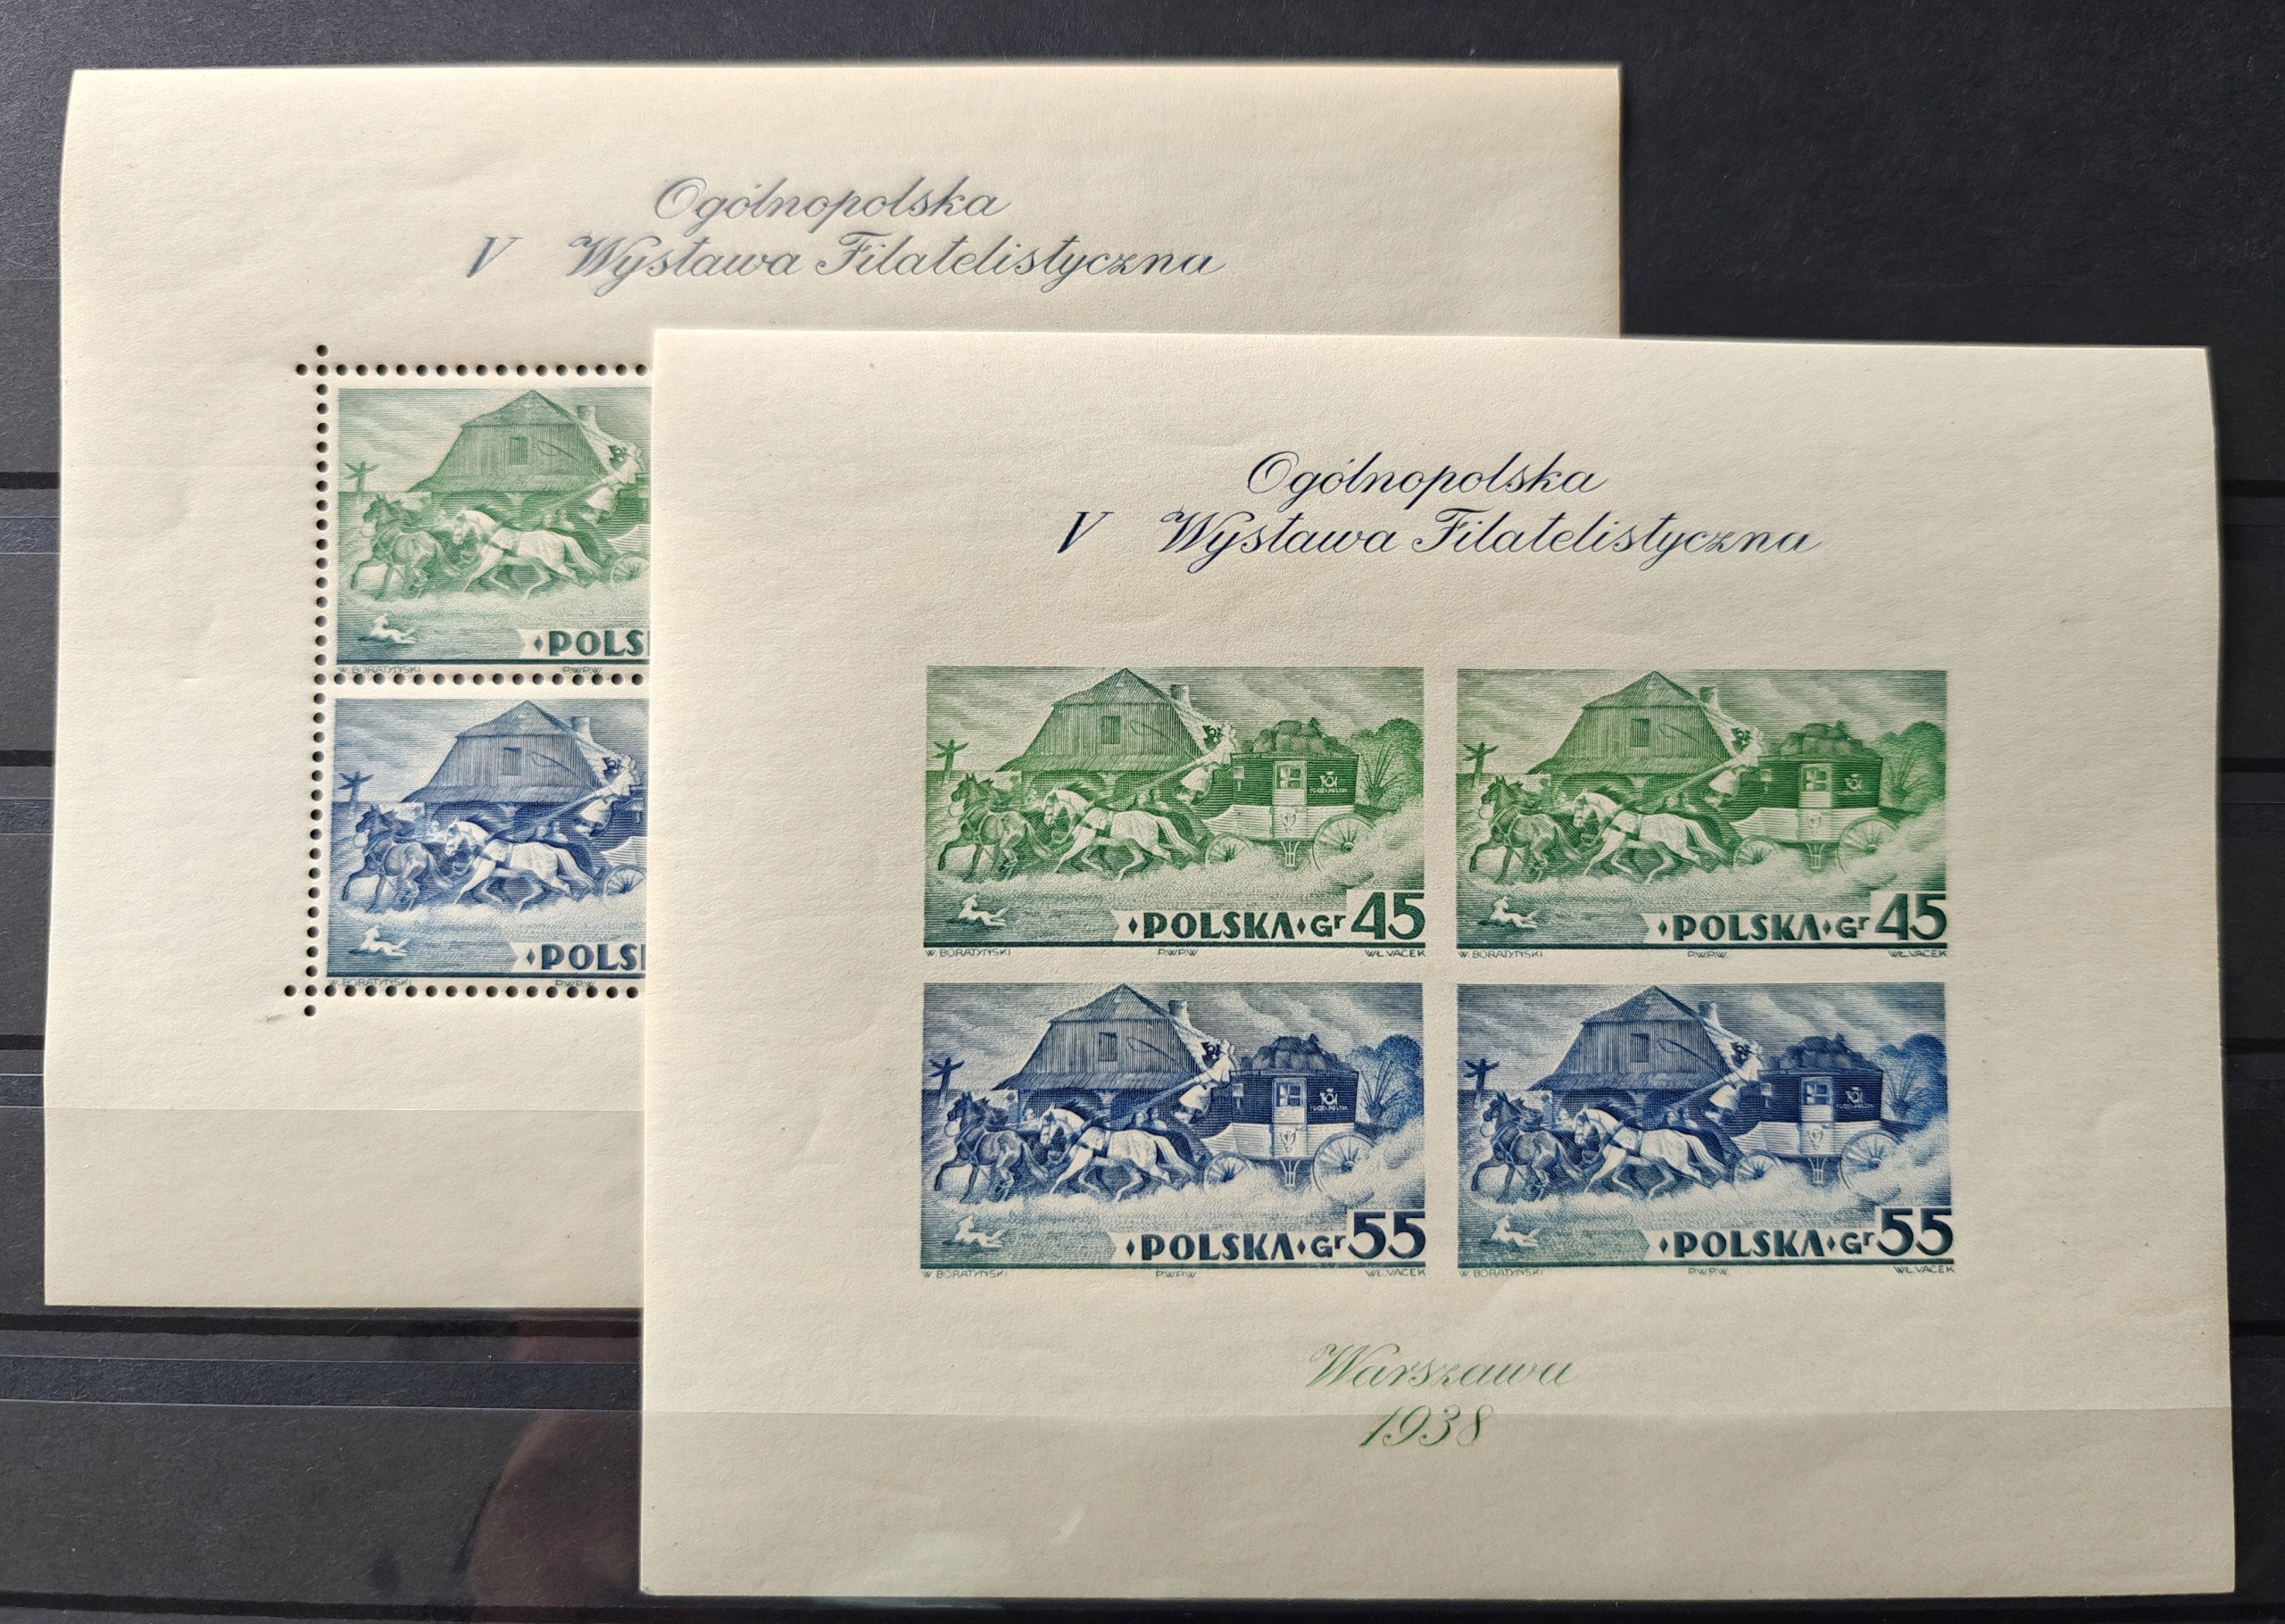 Ogólnopolska
V Wystawa Filatelistyczna
POLS
W. BORATYŃSKI P.W.P.W.
POLS
W. BORATYŃSKI P.W.P.W.
Ogólnopolska
V Wystawa Filatelistyczna
POLSKA Gr 45
W. BORATYŃSKI P.W.P.W. WŁ. VACEK
POLSKA Gr 45
W. BORATYŃSKI P.W.P.W. WŁ. VACEK
POLSKA Gr 55
W. BORATYŃSKI P.W.P.W. WŁ. VACEK
POLSKA Gr 55
W. BORATYŃSKI P.W.P.W. WŁ. VACEK
Warszawa
1938